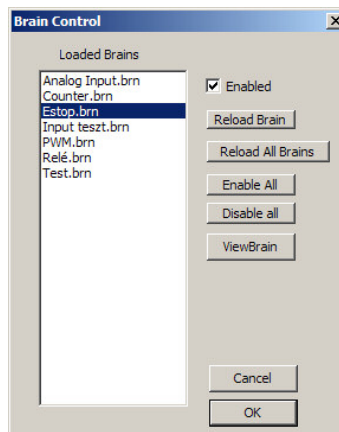 Brain Control
Loaded Brains
Analog Input.brn
Counter.brn
Estop.brn
Input teszt.brn
PWM.brn
Relé.brn
Test.brn
Enabled
Reload Brain
Reload All Brains
Enable All
Disable all
ViewBrain
Cancel
OK